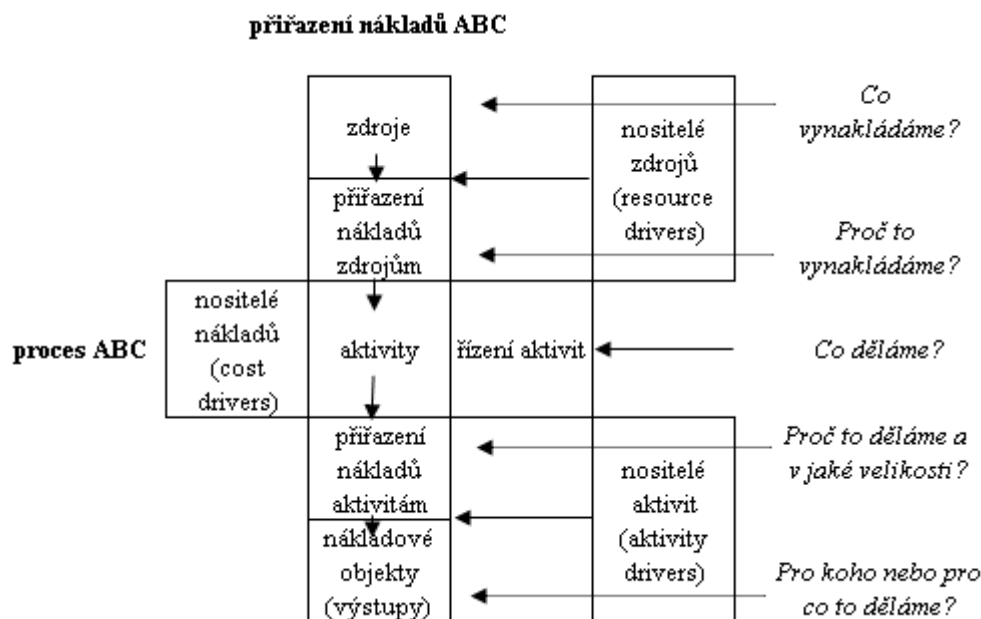 přiřazení nákladů ABC
zdroje
přiřazení
nákladů
zdrojům
nositelé
zdrojů
(resource
drivers)
Co
vynakládáme?
Proč to
vynakládáme?
proces ABC
nositelé
nákladů
(cost
drivers)
aktivity
řízení aktivit
Co děláme?
přiřazení
nákladů
aktivitám
nákladové
objekty
(výstupy)
nositelé
aktivit
(aktivity
drivers)
Proč to děláme a
v jaké velikosti?
Pro koho nebo pro
co to děláme?